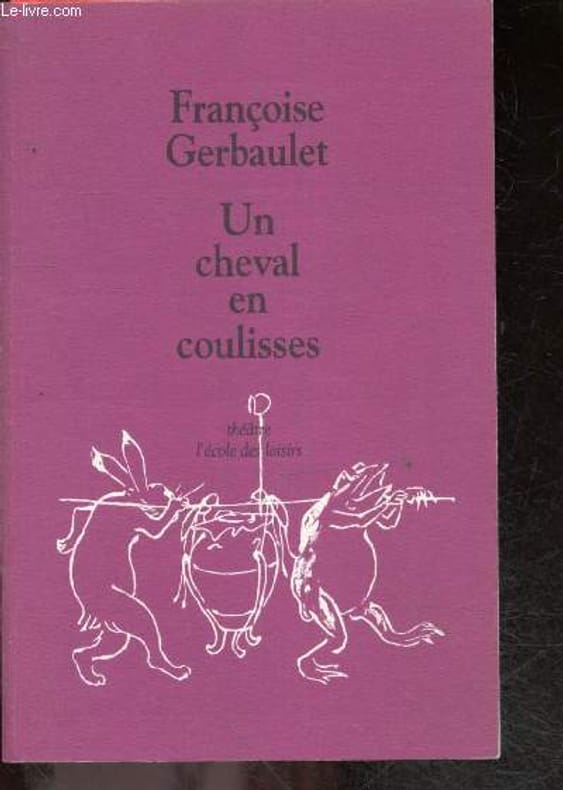 Le-livre.com
Françoise
Gerbaulet
Un
cheval
en
coulisses
théâtre
l'école des loisirs